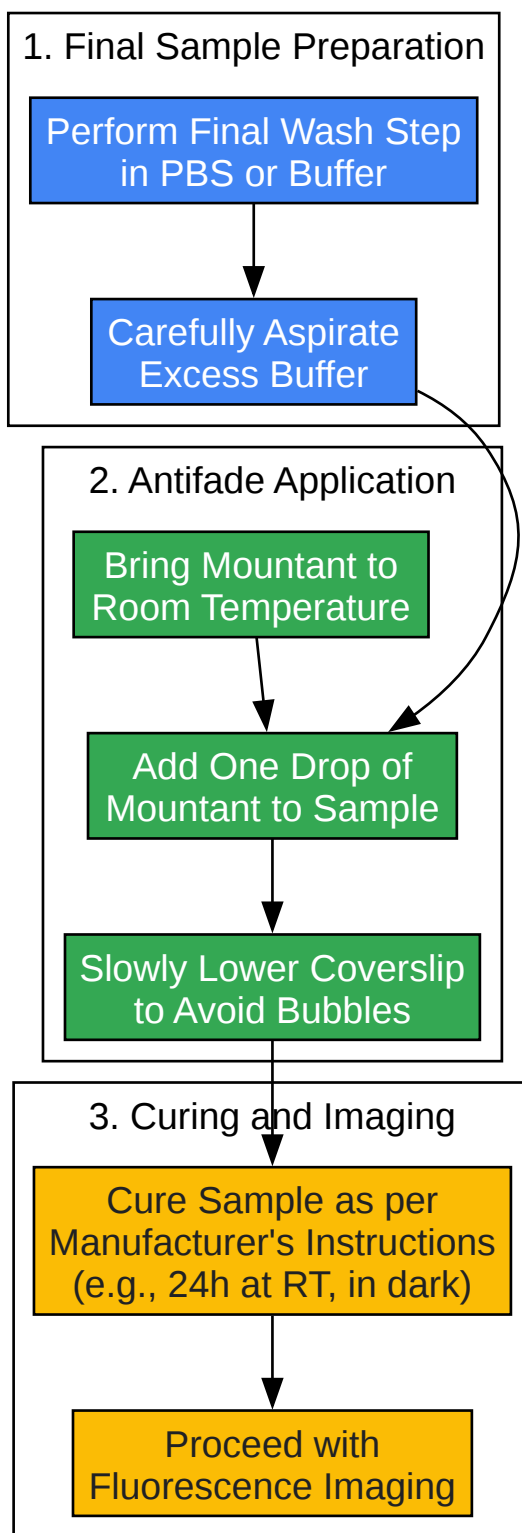 1. Final Sample Preparation
Perform Final Wash Step
in PBS or Buffer
Carefully Aspirate
Excess Buffer
2. Antifade Application
Bring Mountant to
Room Temperature
Add One Drop of
Mountant to Sample
Slowly Lower Coverslip
to Avoid Bubbles
3. Curing and Imaging
Cure Sample as per
Manufacturer's Instructions
(e.g., 24h at RT, in dark)
Proceed with
Fluorescence Imaging